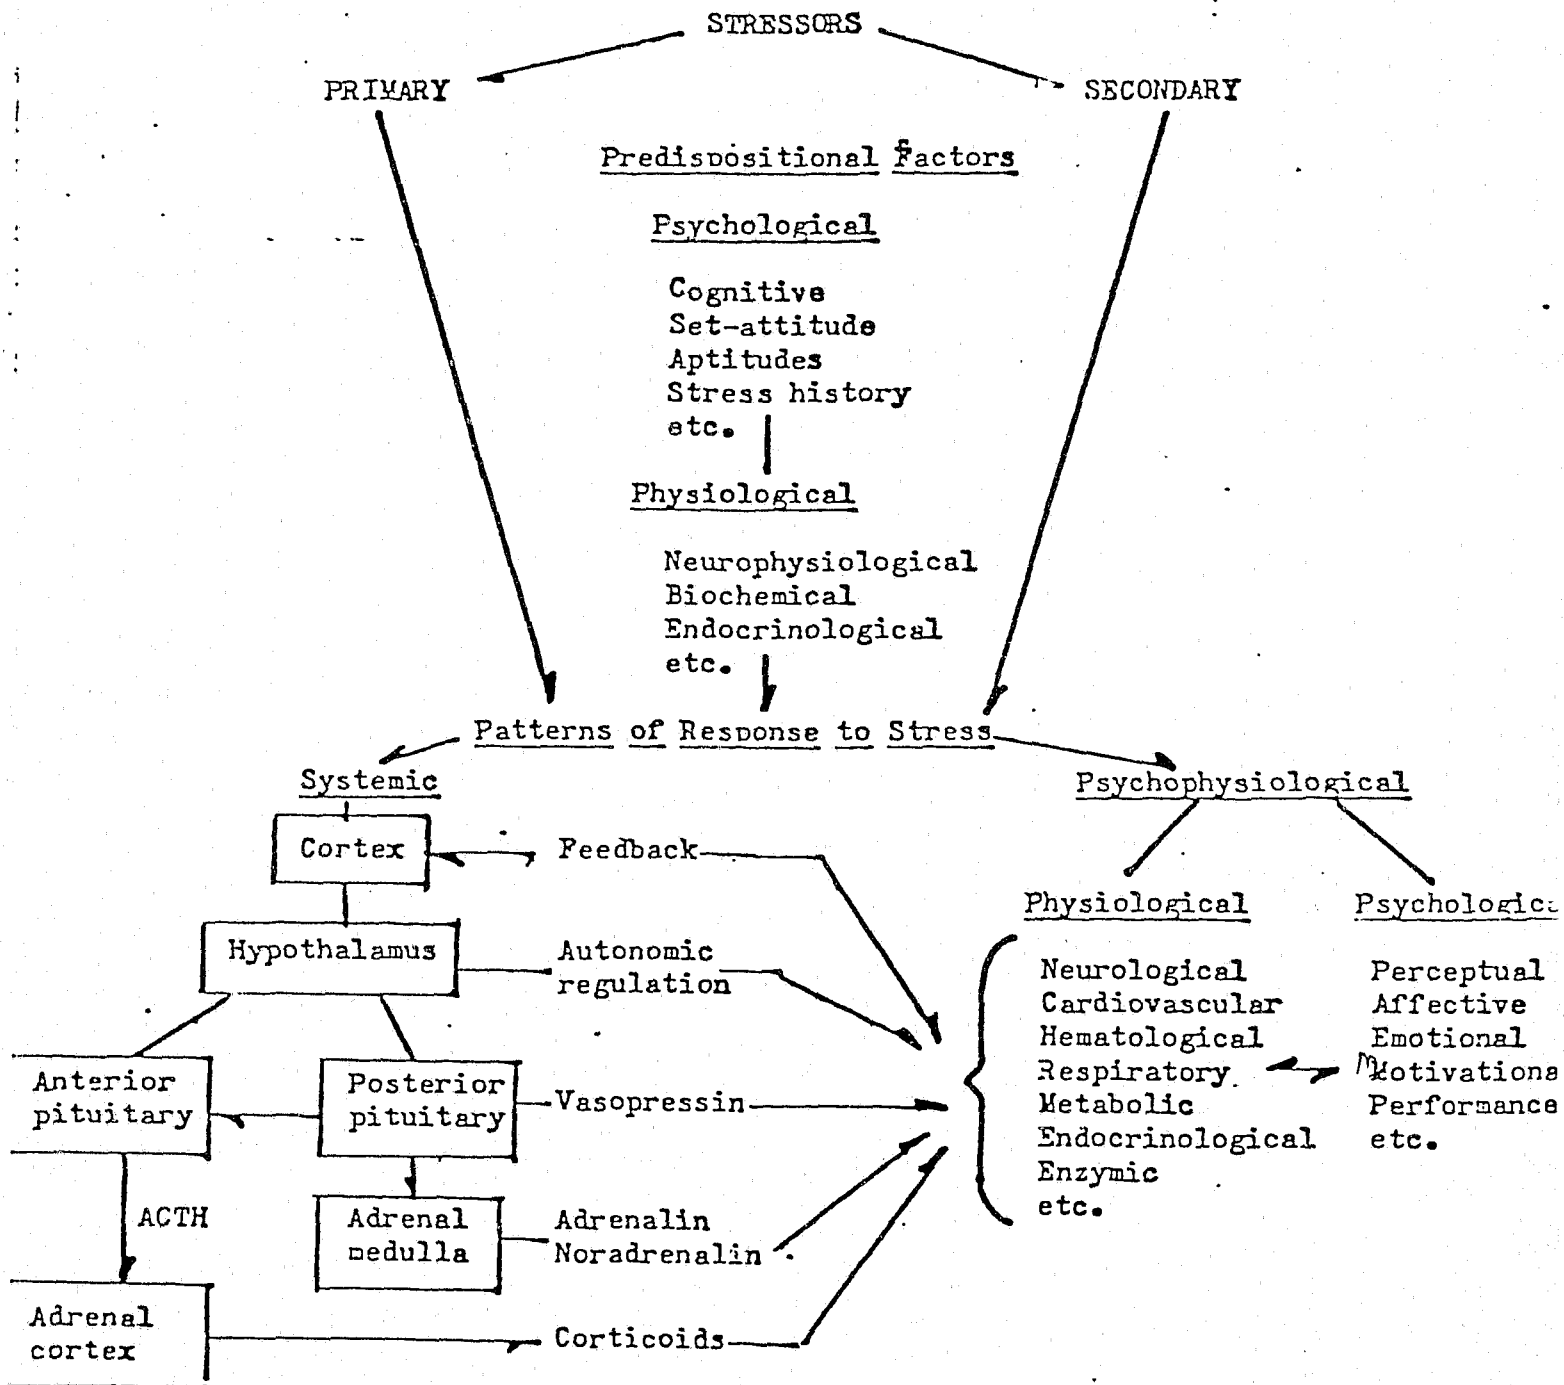 STRESSORS
PRIMARY
SECONDARY
Predispositional Factors
Psychological
Cognitive
Set-attitude
Aptitudes
Stress history
etc.
Physiological
Neurophysiological
Biochemical
Endocrinological
etc.
Patterns of Response to Stress
Systemic
Cortex
Feedback
Hypothalamus
Autonomic
regulation
Anterior
pituitary
Posterior
pituitary
Vasopressin
ACTH
Adrenal
medulla
Adrenalin
Noradrenalin
Adrenal
cortex
Corticoids
Psychophysiological
Physiological
Neurological
Cardiovascular
Hematological
Respiratory
Metabolic
Endocrinological
Enzymic
etc.
Psychologic
Perceptual
Affective
Emotional
Motivationa
Performance
etc.